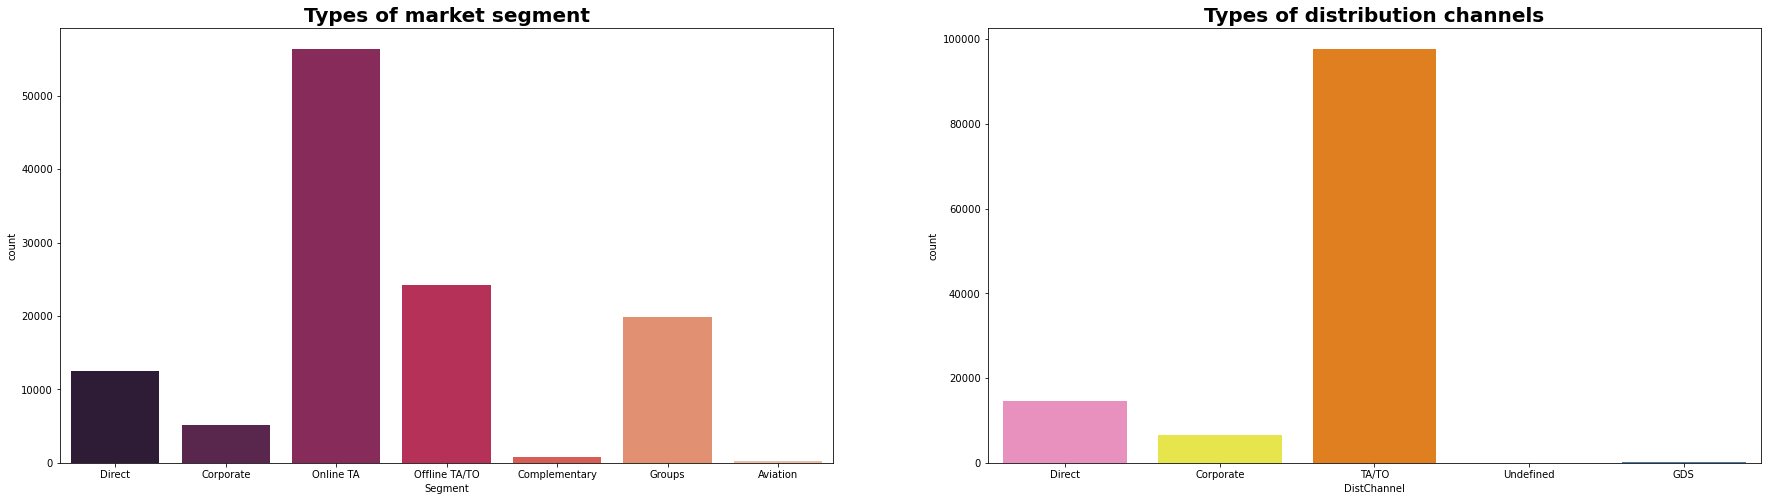 Types of market segment
50000
40000
30000
20000
10000
0
count
Direct Corporate Online TA Offline TA/TO Complementary Groups Aviation
Segment
Types of distribution channels
100000
80000
60000
40000
20000
0
count
Direct Corporate TA/TO Undefined GDS
DistChannel